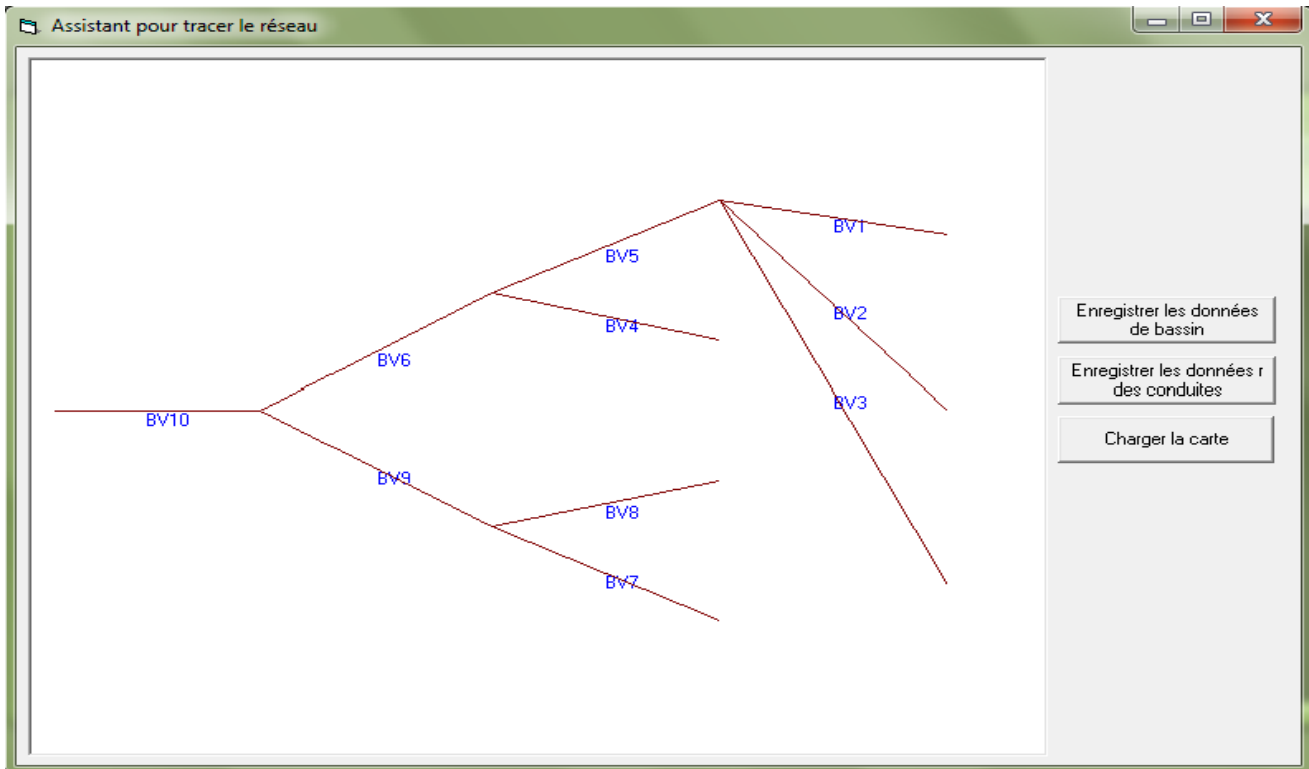 Assistant pour tracer le réseau
BV1
BV5
BV2
BV4
BV6
BV3
BV10
BV9
BV8
BV7
Enregistrer les données
de bassin
Enregistrer les données r
des conduites
Charger la carte